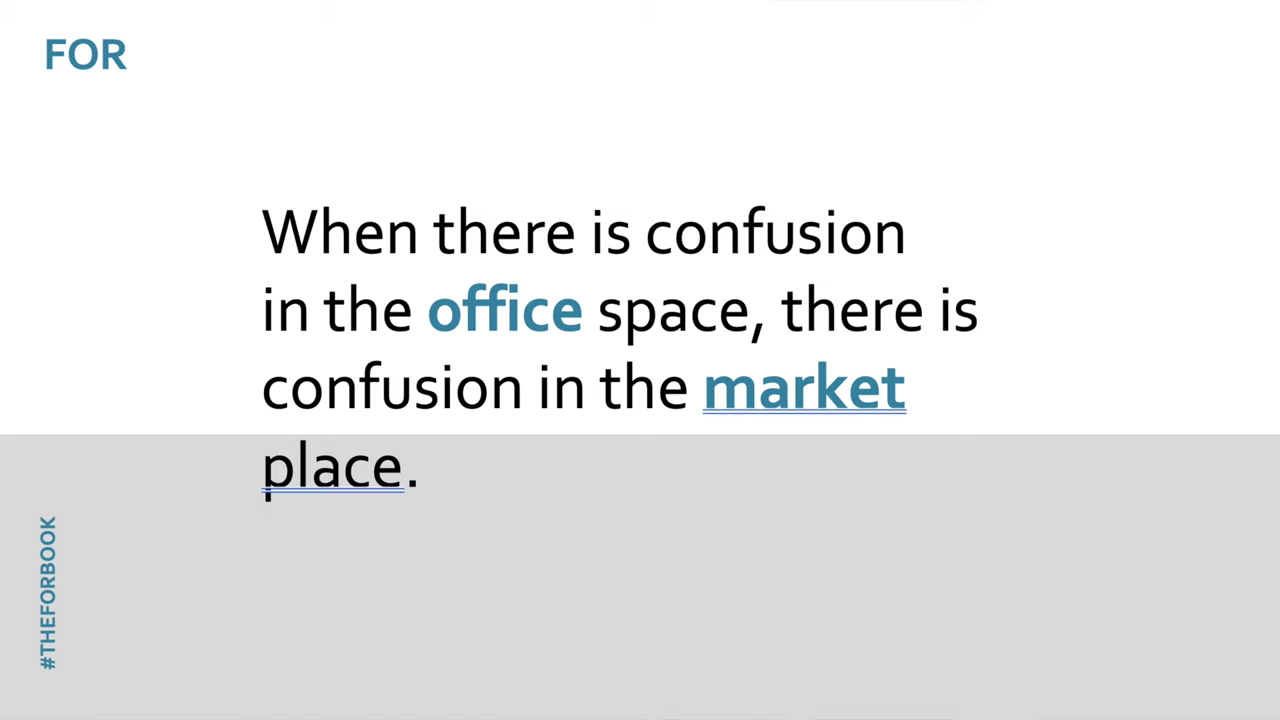 FOR
When there is confusion
in the office space, there is
confusion in the market
place.
#THEFORBOOK